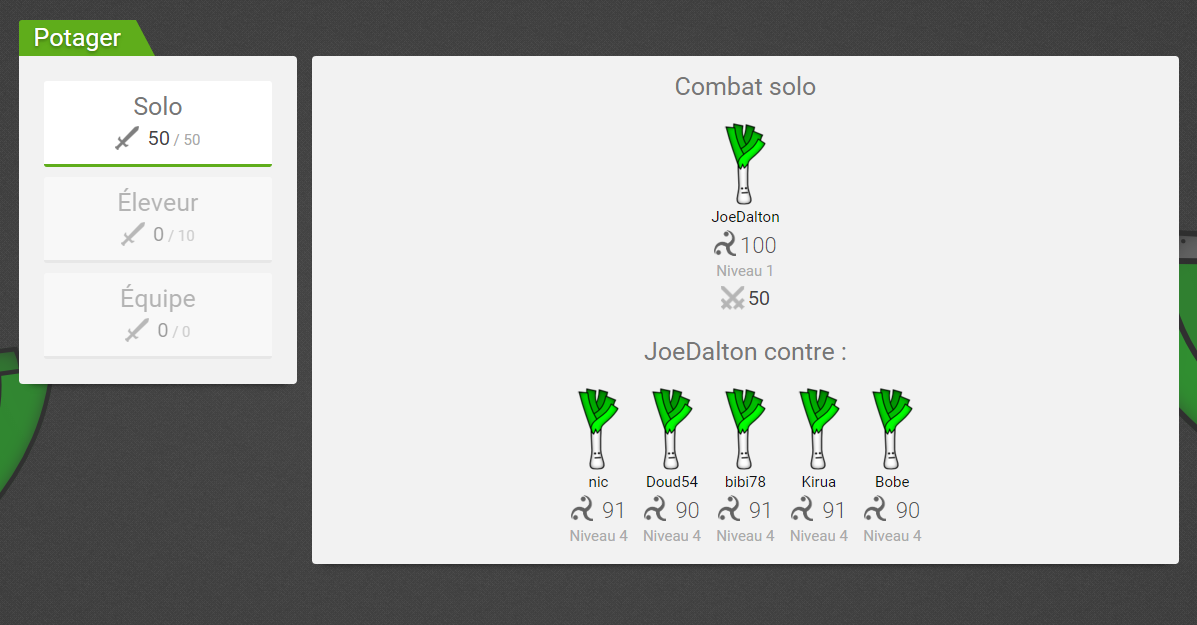 Potager
Solo
50 / 50
Éleveur
0 / 10
Équipe
0 / 0
Combat solo
JoeDalton
100
Niveau 1
50
JoeDalton contre :
nic Doud54 bibi78 Kirua Bobe
91 90 91 91 90
Niveau 4 Niveau 4 Niveau 4 Niveau 4 Niveau 4